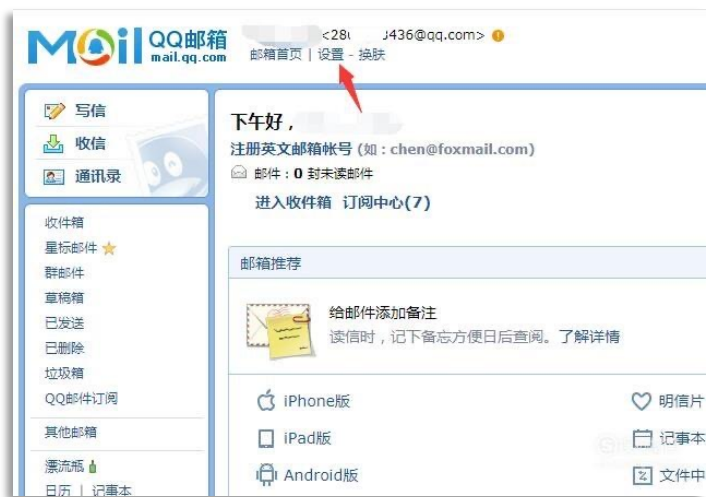 Mail QQ邮箱
mail.qq.com
<28 436@qq.com>
邮箱首页 | 设置 - 换肤
写信
收信
通讯录
收件箱
星标邮件
群邮件
草稿箱
已发送
已删除
垃圾箱
QQ邮件订阅
其他邮箱
漂流瓶
日历 | 记事本
下午好，
注册英文邮箱帐号 (如：chen@foxmail.com)
邮件：0 封未读邮件
进入收件箱 订阅中心(7)
邮箱推荐
给邮件添加备注
读信时，记下备忘方便日后查阅。了解详情
iPhone版
明信片
iPad版
记事本
Android版
文件中